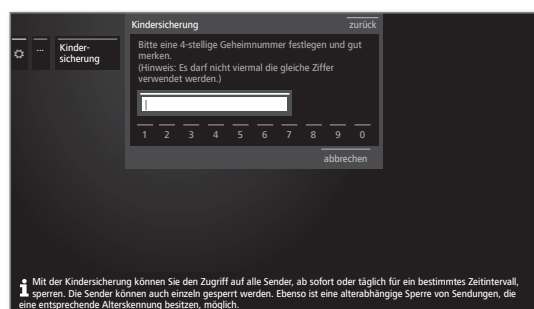 Kindersicherung zurück
... Kinder-
sicherung
Bitte eine 4-stellige Geheimnummer festlegen und gut
merken.
(Hinweis: Es darf nicht viermal die gleiche Ziffer
verwendet werden.)
1 2 3 4 5 6 7 8 9 0
abbrechen
i Mit der Kindersicherung können Sie den Zugriff auf alle Sender, ab sofort oder täglich für ein bestimmtes Zeitintervall,
sperren. Die Sender können auch einzeln gesperrt werden. Ebenso ist eine alterabhängige Sperre von Sendungen, die
eine entsprechende Alterskennung besitzen, möglich.